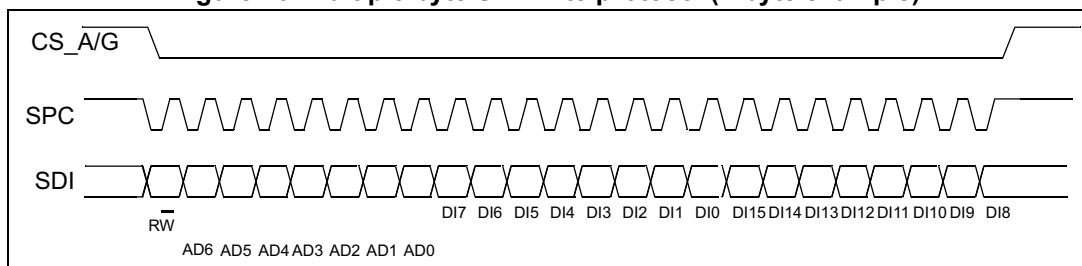 CS_A/G
SPC
SDI
RW
DI7 DI6 DI5 DI4 DI3 DI2 DI1 DI0 DI15 DI14 DI13 DI12 DI11 DI10 DI9 DI8
AD6 AD5 AD4 AD3 AD2 AD1 AD0